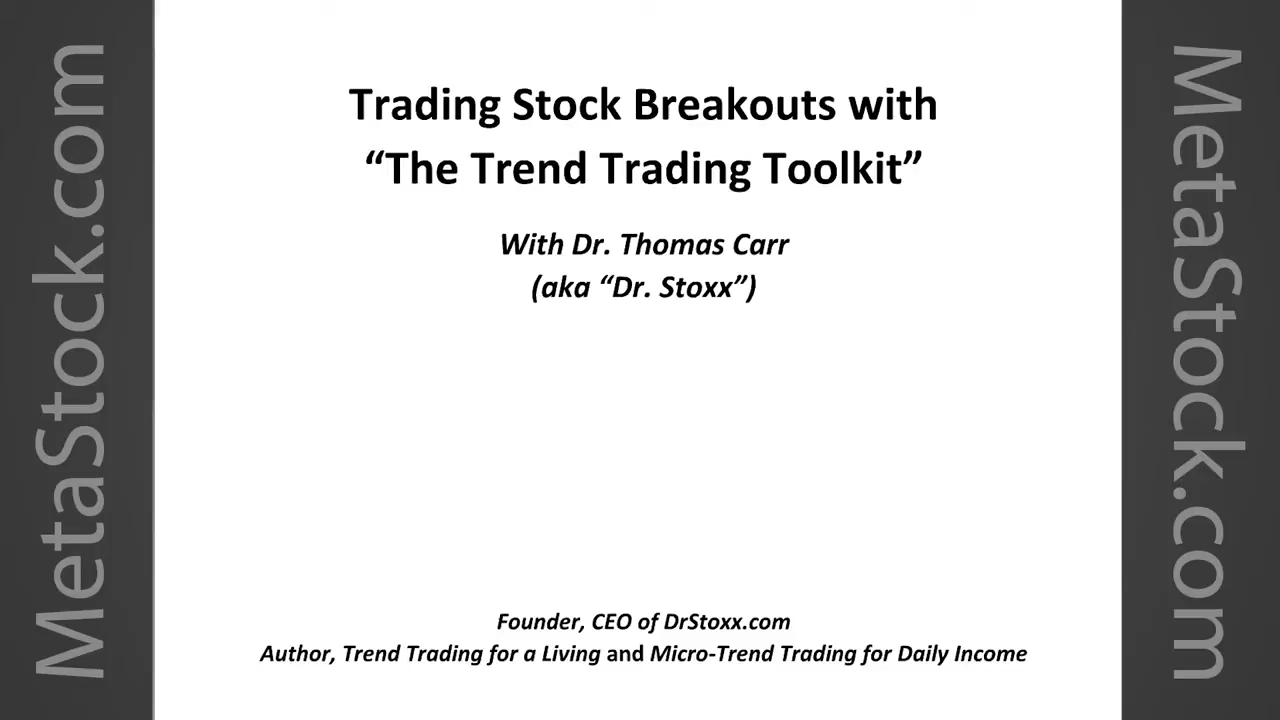 MetaStock.com
Trading Stock Breakouts with
“The Trend Trading Toolkit”
With Dr. Thomas Carr
(aka “Dr. Stoxx”)
Founder, CEO of DrStoxx.com
Author, Trend Trading for a Living and Micro-Trend Trading for Daily Income
MetaStock.com